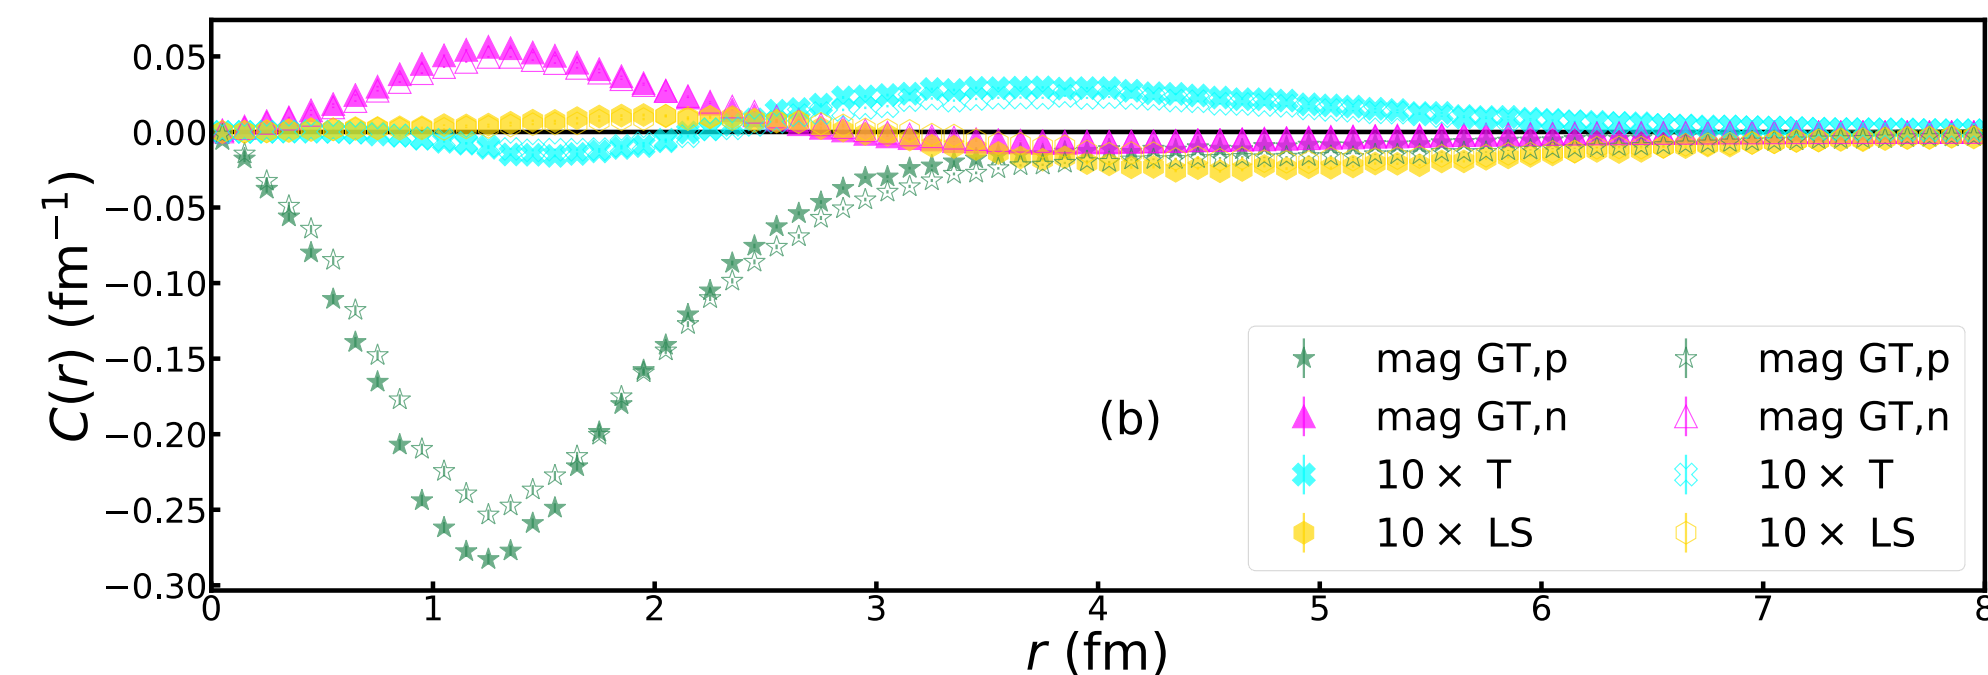 0.05
0.00
−0.05
−0.10
−0.15
−0.20
−0.25
−0.30
C(r) (fm⁻¹)
(b)
mag GT,p mag GT,p
mag GT,n mag GT,n
10 × T 10 × T
10 × LS 10 × LS
0 1 2 3 4 5 6 7 8
r (fm)